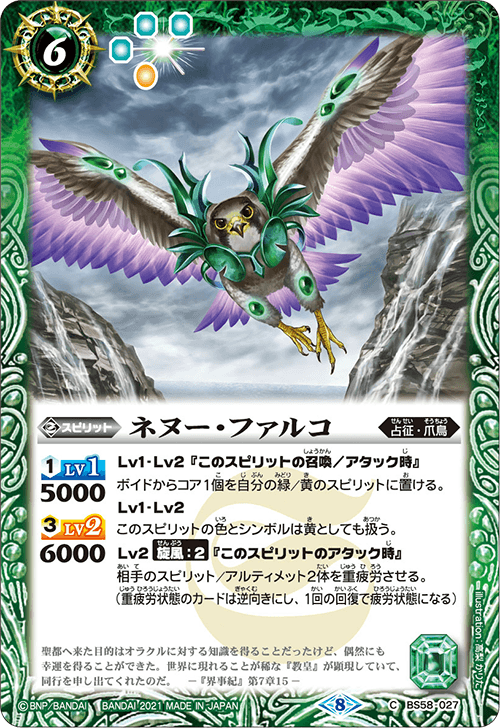 6
スピリット
ネヌー・ファルコ
占征・爪鳥
せんせい そうちょう
1 LV1
5000
3 LV2
6000
Lv1・Lv2『このスピリットの召喚/アタック時』
ボイドからコア1個を自分の緑/黄のスピリットに置ける。
Lv1・Lv2
このスピリットの色とシンボルは黄としても扱う。
Lv2 旋風:2『このスピリットのアタック時』
相手のスピリット/アルティメット2体を重疲労させる。
(重疲労状態のカードは逆向きにし、1回の回復で疲労状態になる)
聖都へ来た目的はオラクルに対する知識を得ることだったけど、偶然にも
幸運を得ることができた。世界に現れることが稀な『教皇』が顕現していて、
同行を申し出てくれたのだ。 ―『界事紀』第7章15―
©BNP/BANDAI BANDAI 2021 MADE IN JAPAN
8
C BS58-027
illustration